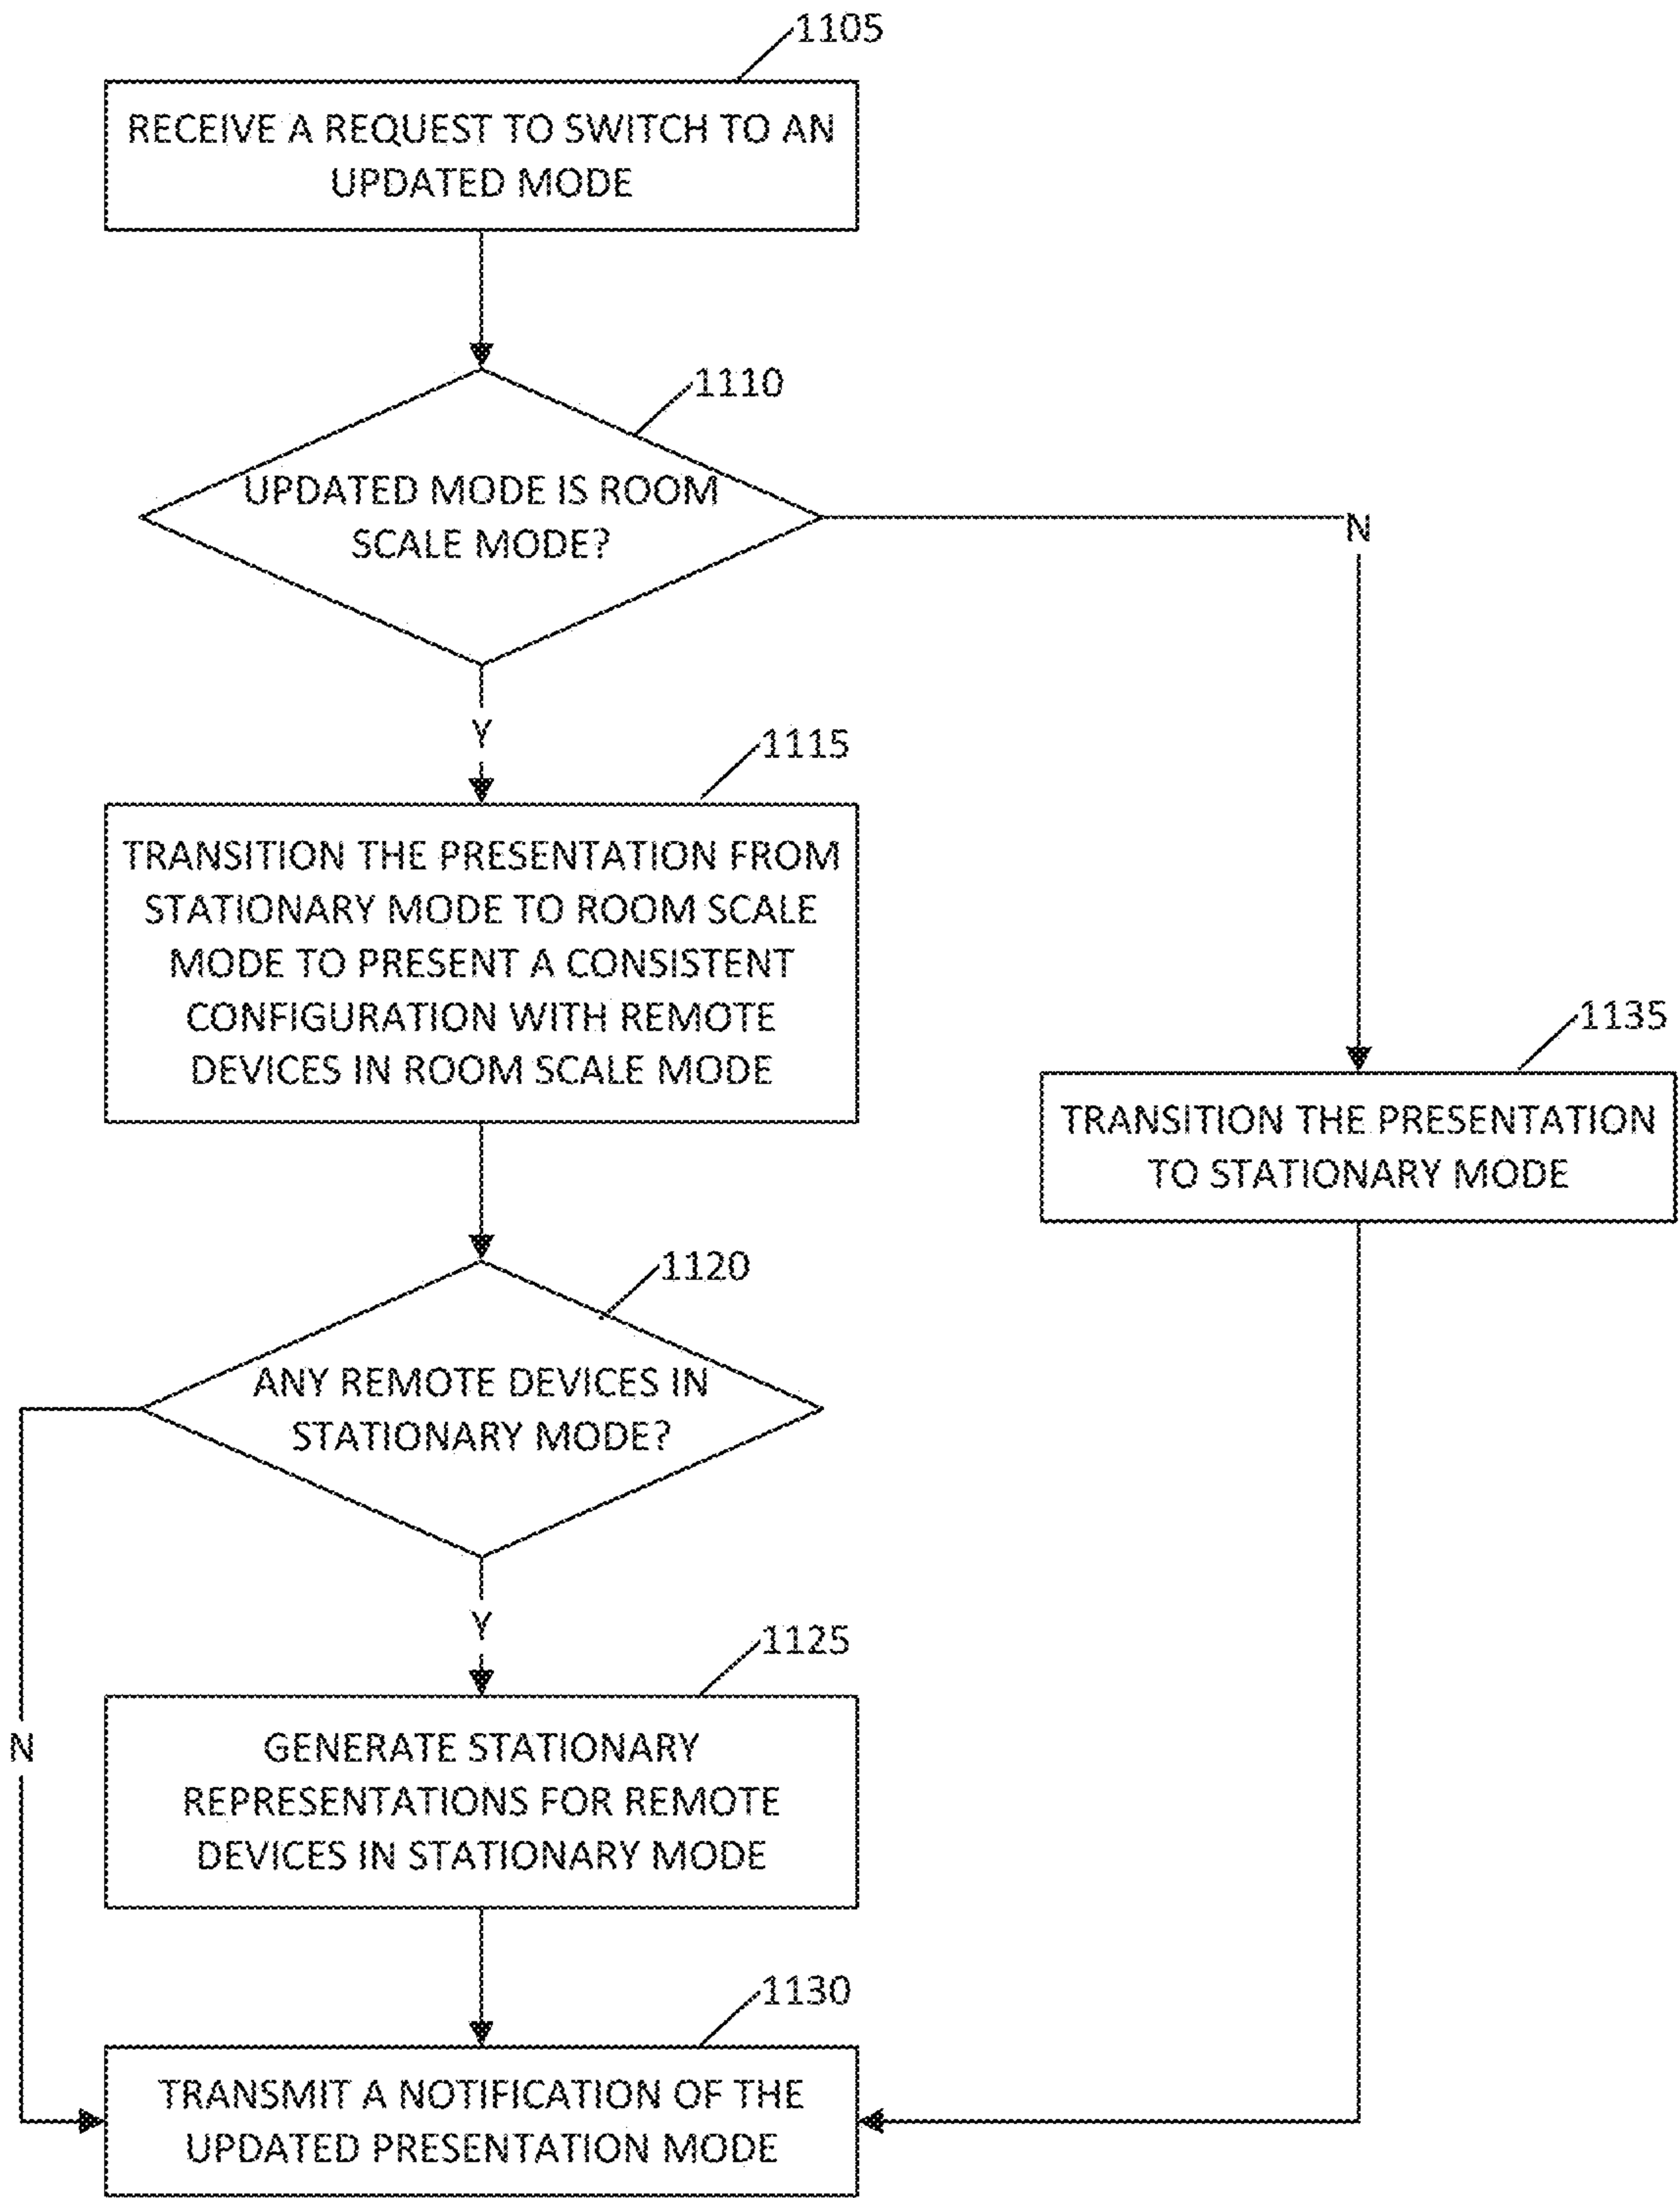 1105
RECEIVE A REQUEST TO SWITCH TO AN
UPDATED MODE
1110
UPDATED MODE IS ROOM
SCALE MODE?
N
Y
1115
TRANSITION THE PRESENTATION FROM
STATIONARY MODE TO ROOM SCALE
MODE TO PRESENT A CONSISTENT
CONFIGURATION WITH REMOTE
DEVICES IN ROOM SCALE MODE
1135
TRANSITION THE PRESENTATION
TO STATIONARY MODE
1120
ANY REMOTE DEVICES IN
STATIONARY MODE?
Y
N
1125
GENERATE STATIONARY
REPRESENTATIONS FOR REMOTE
DEVICES IN STATIONARY MODE
1130
TRANSMIT A NOTIFICATION OF THE
UPDATED PRESENTATION MODE